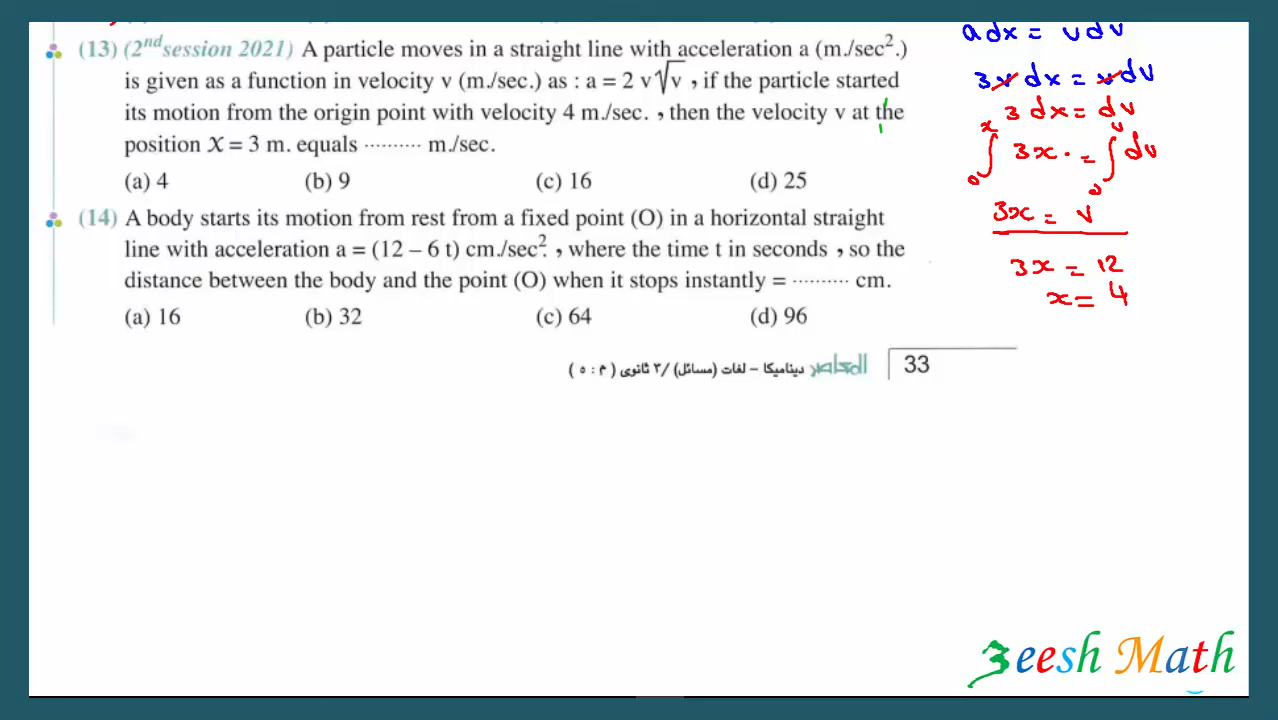 (13) (2nd session 2021) A particle moves in a straight line with acceleration a (m./sec².)
is given as a function in velocity v (m./sec.) as : a = 2 v√v , if the particle started
its motion from the origin point with velocity 4 m./sec. , then the velocity v at the
position X = 3 m. equals ·········· m./sec.
(a) 4 (b) 9 (c) 16 (d) 25
(14) A body starts its motion from rest from a fixed point (O) in a horizontal straight
line with acceleration a = (12 – 6 t) cm./sec². , where the time t in seconds , so the
distance between the body and the point (O) when it stops instantly = ·········· cm.
(a) 16 (b) 32 (c) 64 (d) 96
المعاصر ديناميكا – لغات (مسائل) /٣ ثانوى ( م : ٥ )
33
a dx = v dv
3v dx = v dv
3 dx = dv
∫₀ˣ 3x · = ∫₀ᵛ dv
3x = v
3x = 12
x = 4
3eesh Math